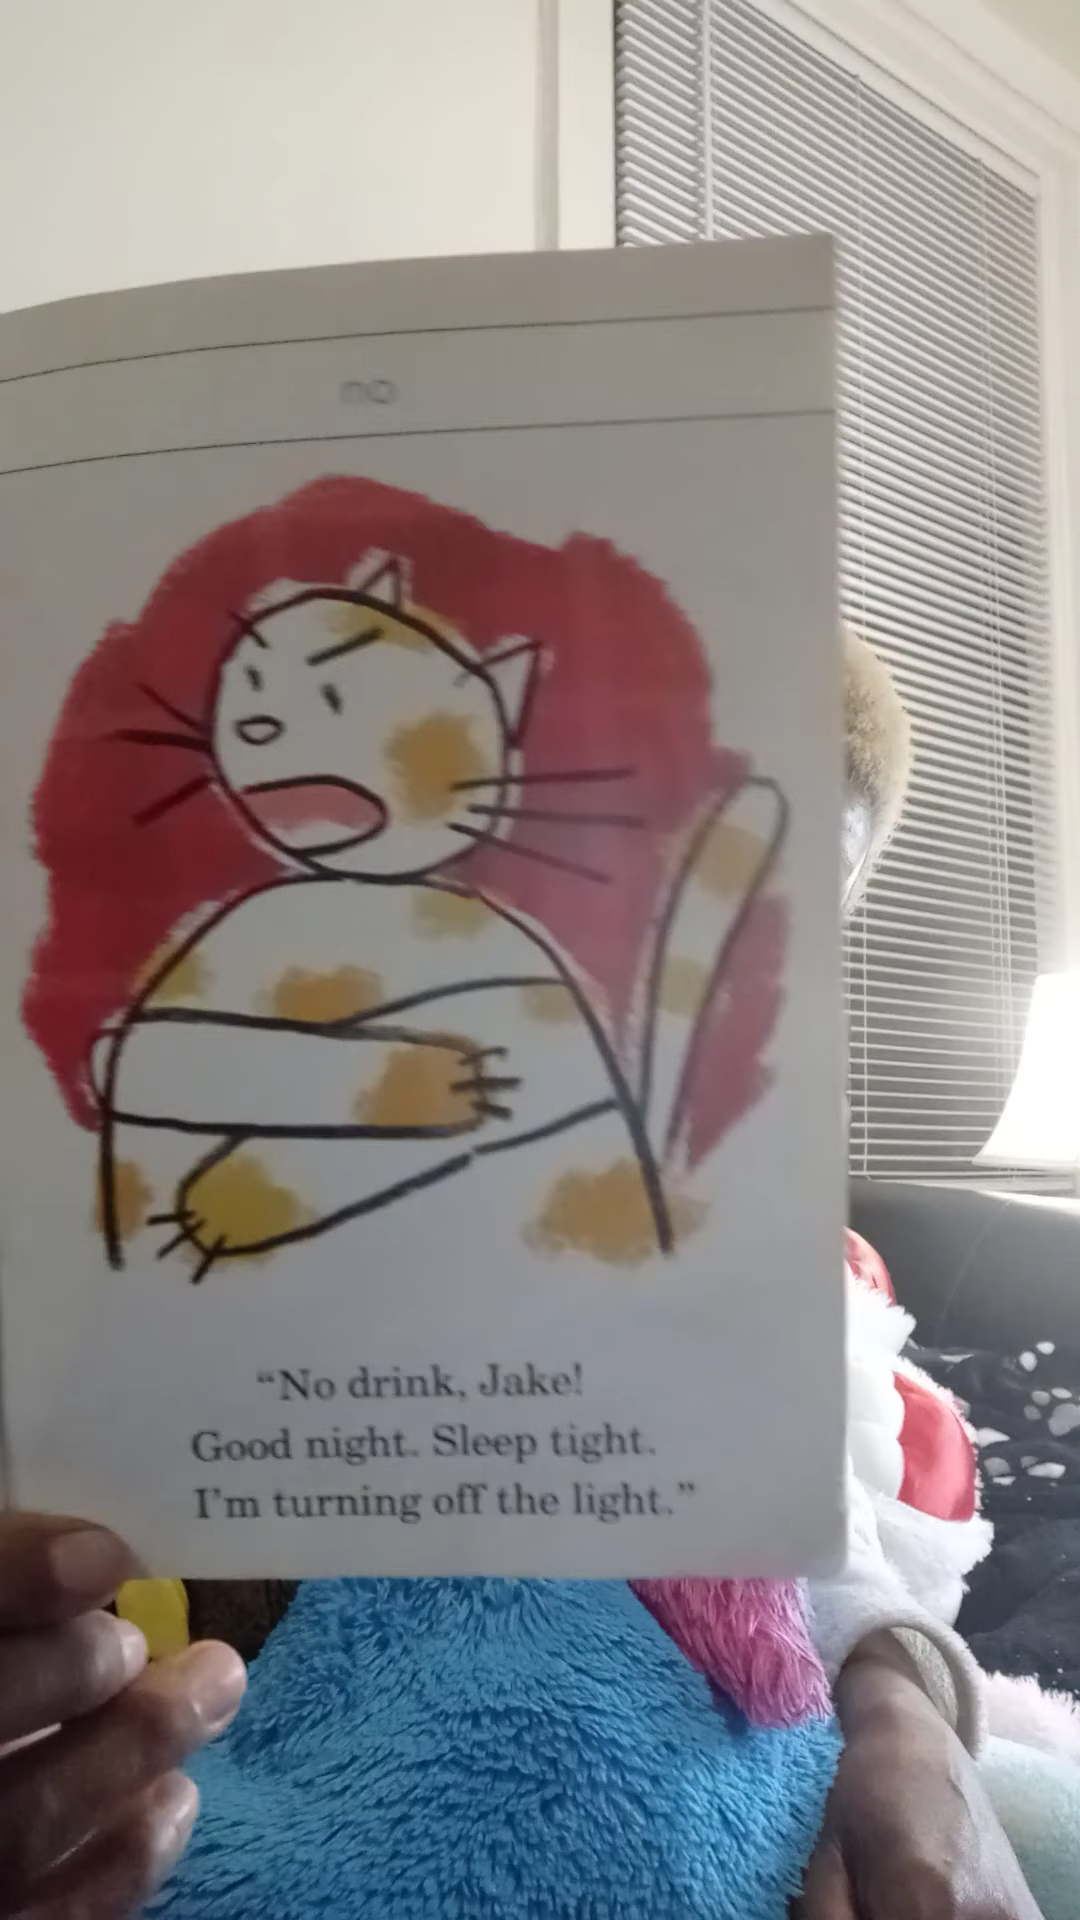 no
“No drink, Jake!
Good night. Sleep tight.
I’m turning off the light.”